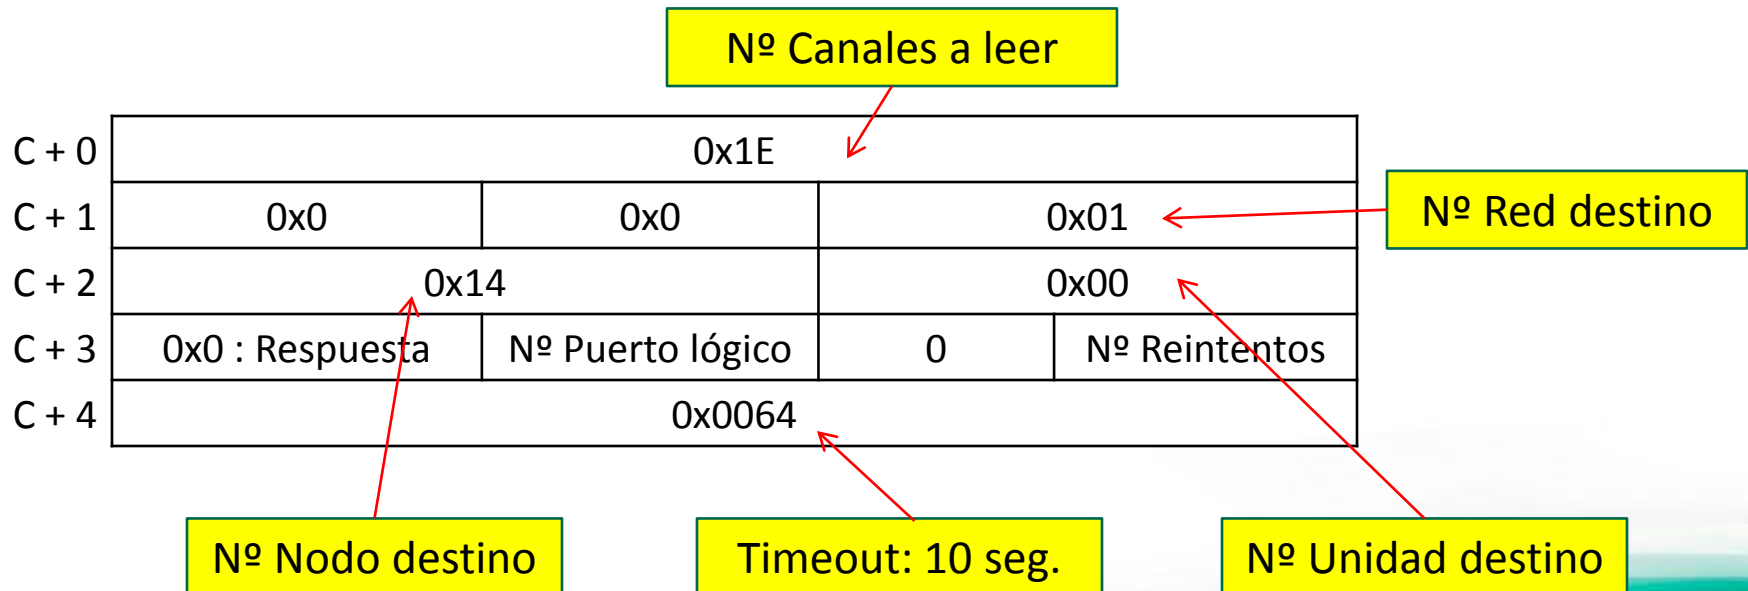 Nº Canales a leer
C + 0 0x1E
C + 1 0x0 0x0 0x01 Nº Red destino
C + 2 0x14 0x00
C + 3 0x0 : Respuesta Nº Puerto lógico 0 Nº Reintentos
C + 4 0x0064
Nº Nodo destino Timeout: 10 seg. Nº Unidad destino